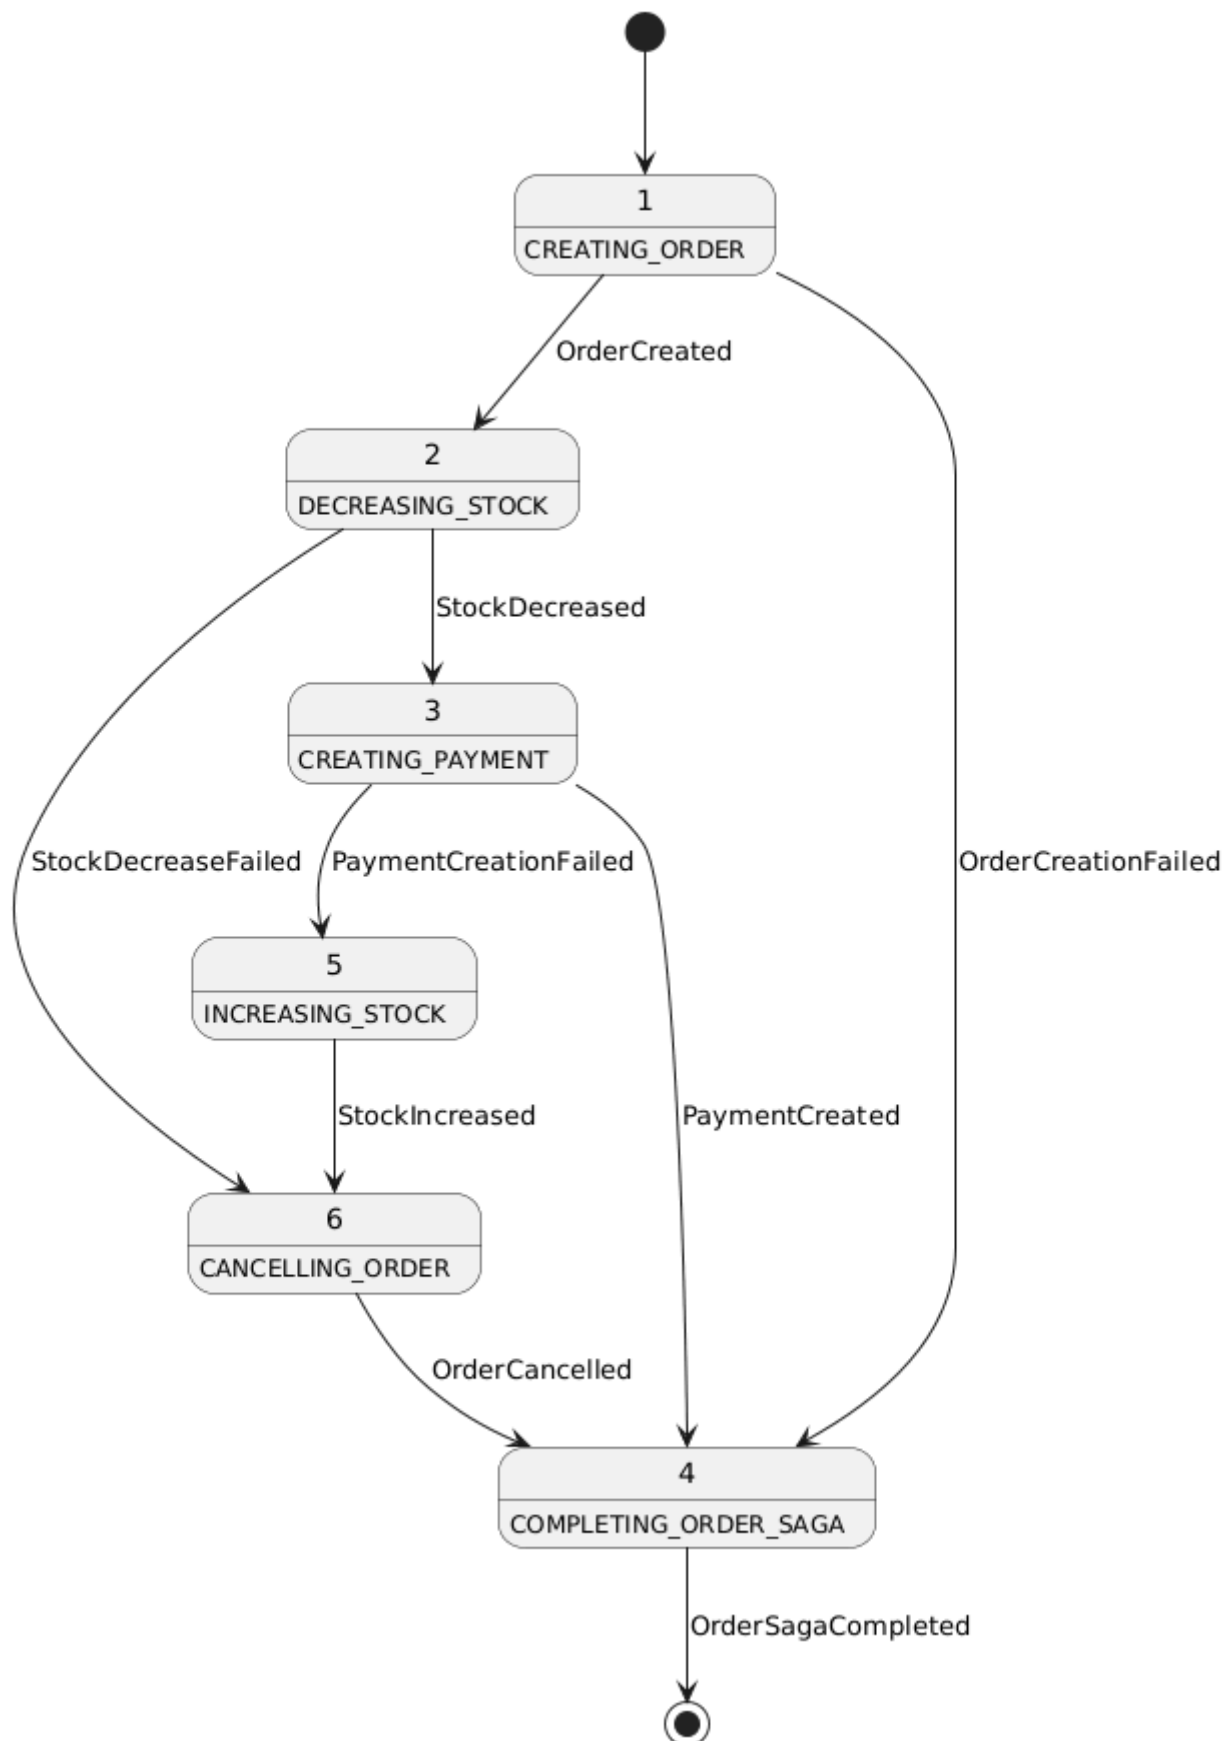 1
CREATING_ORDER
OrderCreated
2
DECREASING_STOCK
StockDecreased
3
CREATING_PAYMENT
StockDecreaseFailed
PaymentCreationFailed
OrderCreationFailed
5
INCREASING_STOCK
StockIncreased
PaymentCreated
6
CANCELLING_ORDER
OrderCancelled
4
COMPLETING_ORDER_SAGA
OrderSagaCompleted